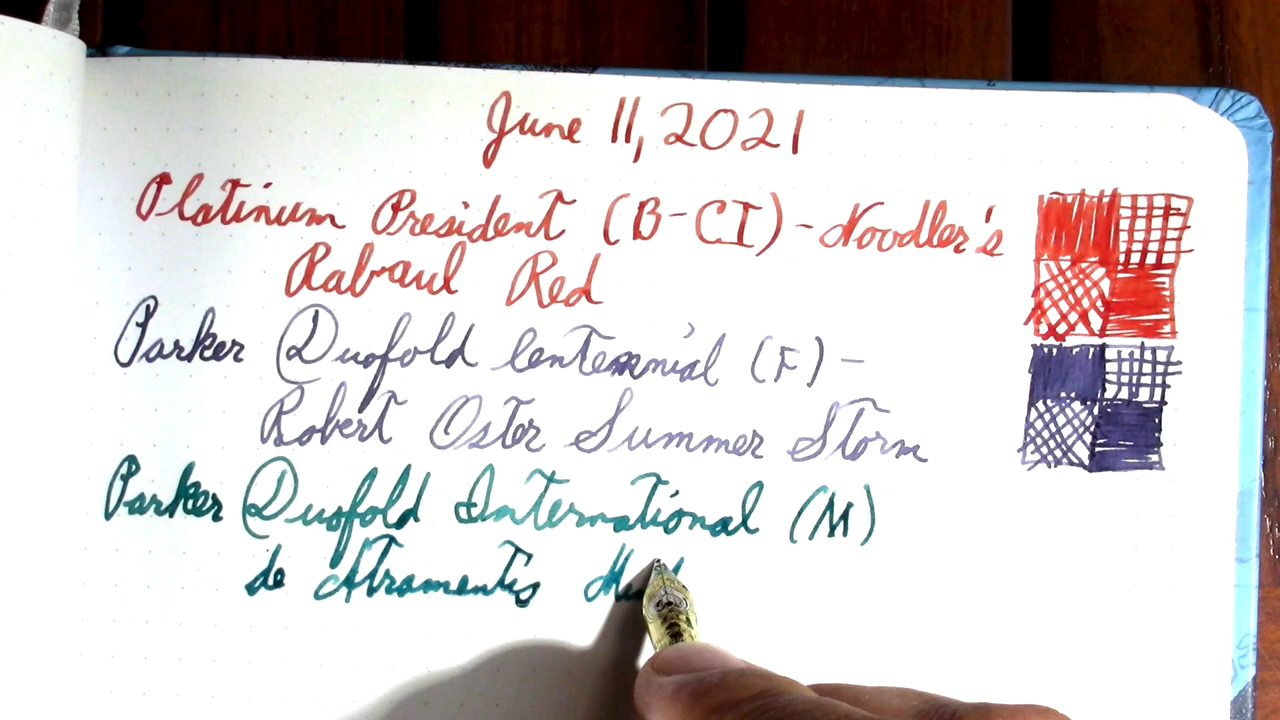 June 11, 2021
Platinum President (B-CI) - Noodler's
Rabaul Red
Parker Duofold Centennial (F) -
Robert Oster Summer Storm
Parker Duofold International (M)
de Atramentis